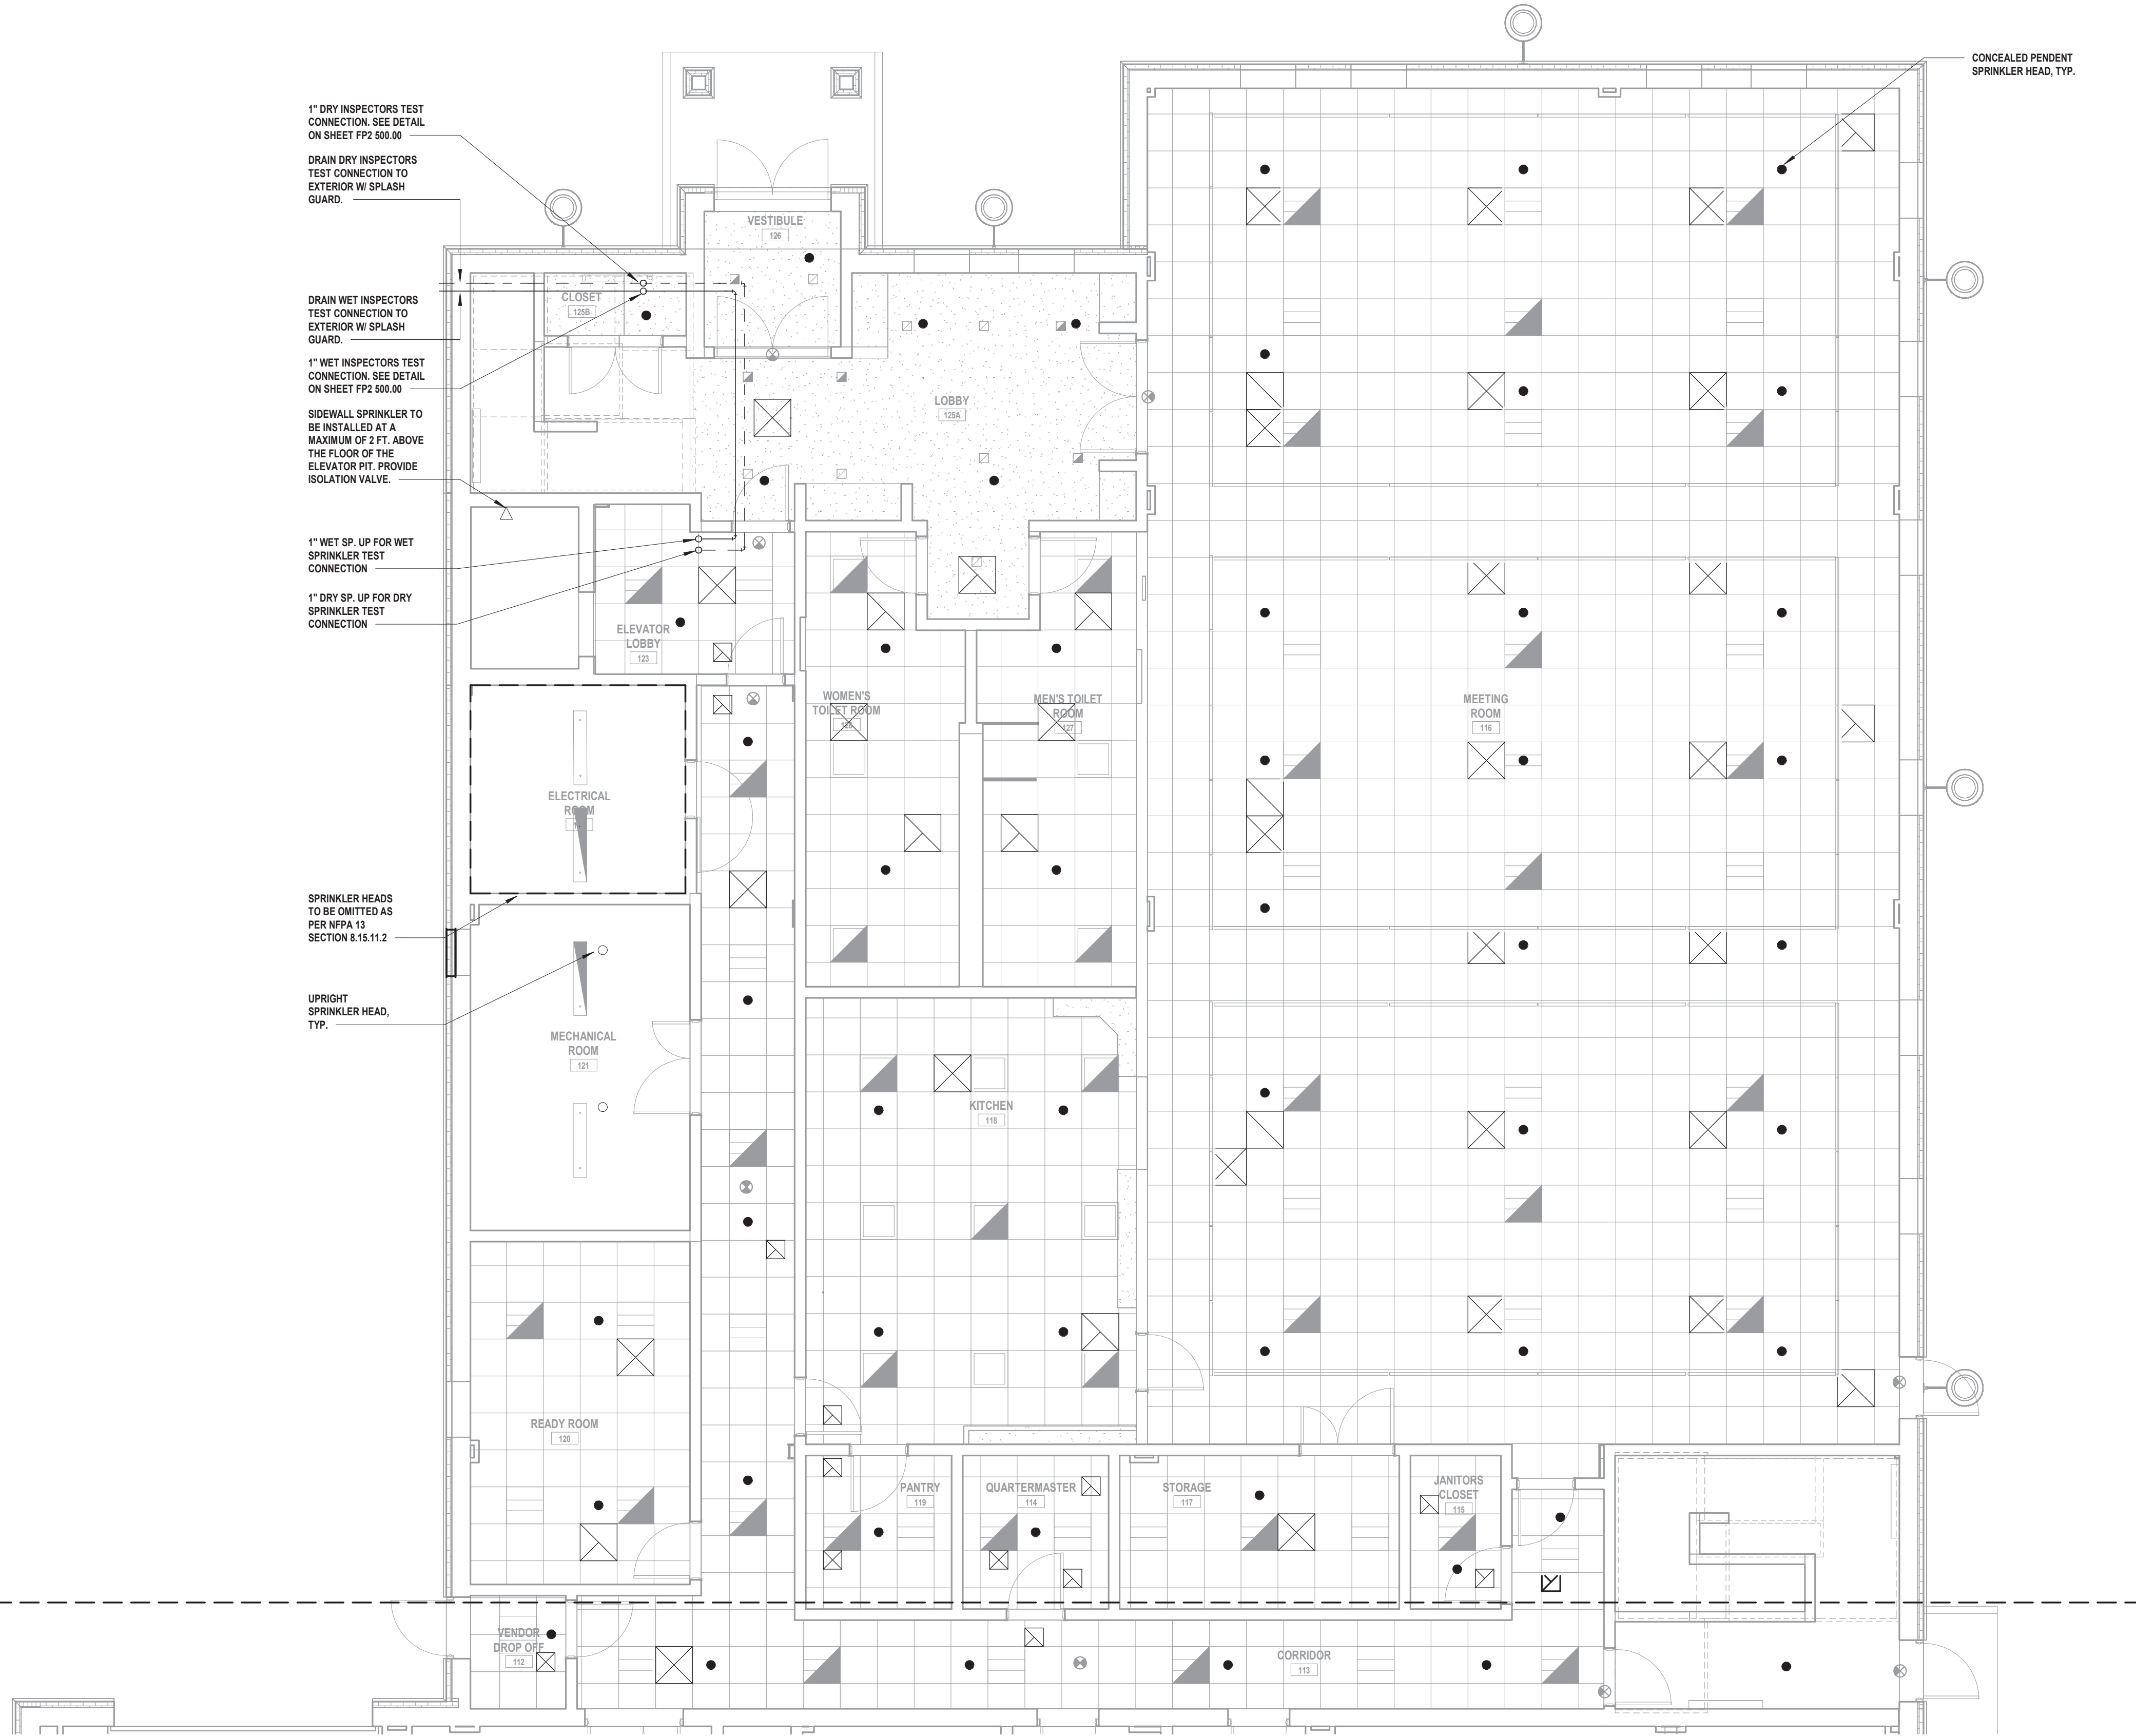 CONCEALED PENDENT
SPRINKLER HEAD, TYP.
1" DRY INSPECTORS TEST
CONNECTION. SEE DETAIL
ON SHEET FP2 500.00
DRAIN DRY INSPECTORS
TEST CONNECTION TO
EXTERIOR W/ SPLASH
GUARD.
DRAIN WET INSPECTORS
TEST CONNECTION TO
EXTERIOR W/ SPLASH
GUARD.
1" WET INSPECTORS TEST
CONNECTION. SEE DETAIL
ON SHEET FP2 500.00
SIDEWALL SPRINKLER TO
BE INSTALLED AT A
MAXIMUM OF 2 FT. ABOVE
THE FLOOR OF THE
ELEVATOR PIT. PROVIDE
ISOLATION VALVE.
1" WET SP. UP FOR WET
SPRINKLER TEST
CONNECTION
1" DRY SP. UP FOR DRY
SPRINKLER TEST
CONNECTION
SPRINKLER HEADS
TO BE OMITTED AS
PER NFPA 13
SECTION 8.15.11.2
UPRIGHT
SPRINKLER HEAD,
TYP.
VESTIBULE
126
CLOSET
125B
LOBBY
125A
ELEVATOR
LOBBY
123
WOMEN'S
TOILET ROOM
MEN'S TOILET
ROOM
127
MEETING
ROOM
116
ELECTRICAL
ROOM
MECHANICAL
ROOM
121
KITCHEN
118
READY ROOM
120
PANTRY
119
QUARTERMASTER
114
STORAGE
117
JANITORS
CLOSET
115
VENDOR
DROP OFF
112
CORRIDOR
113